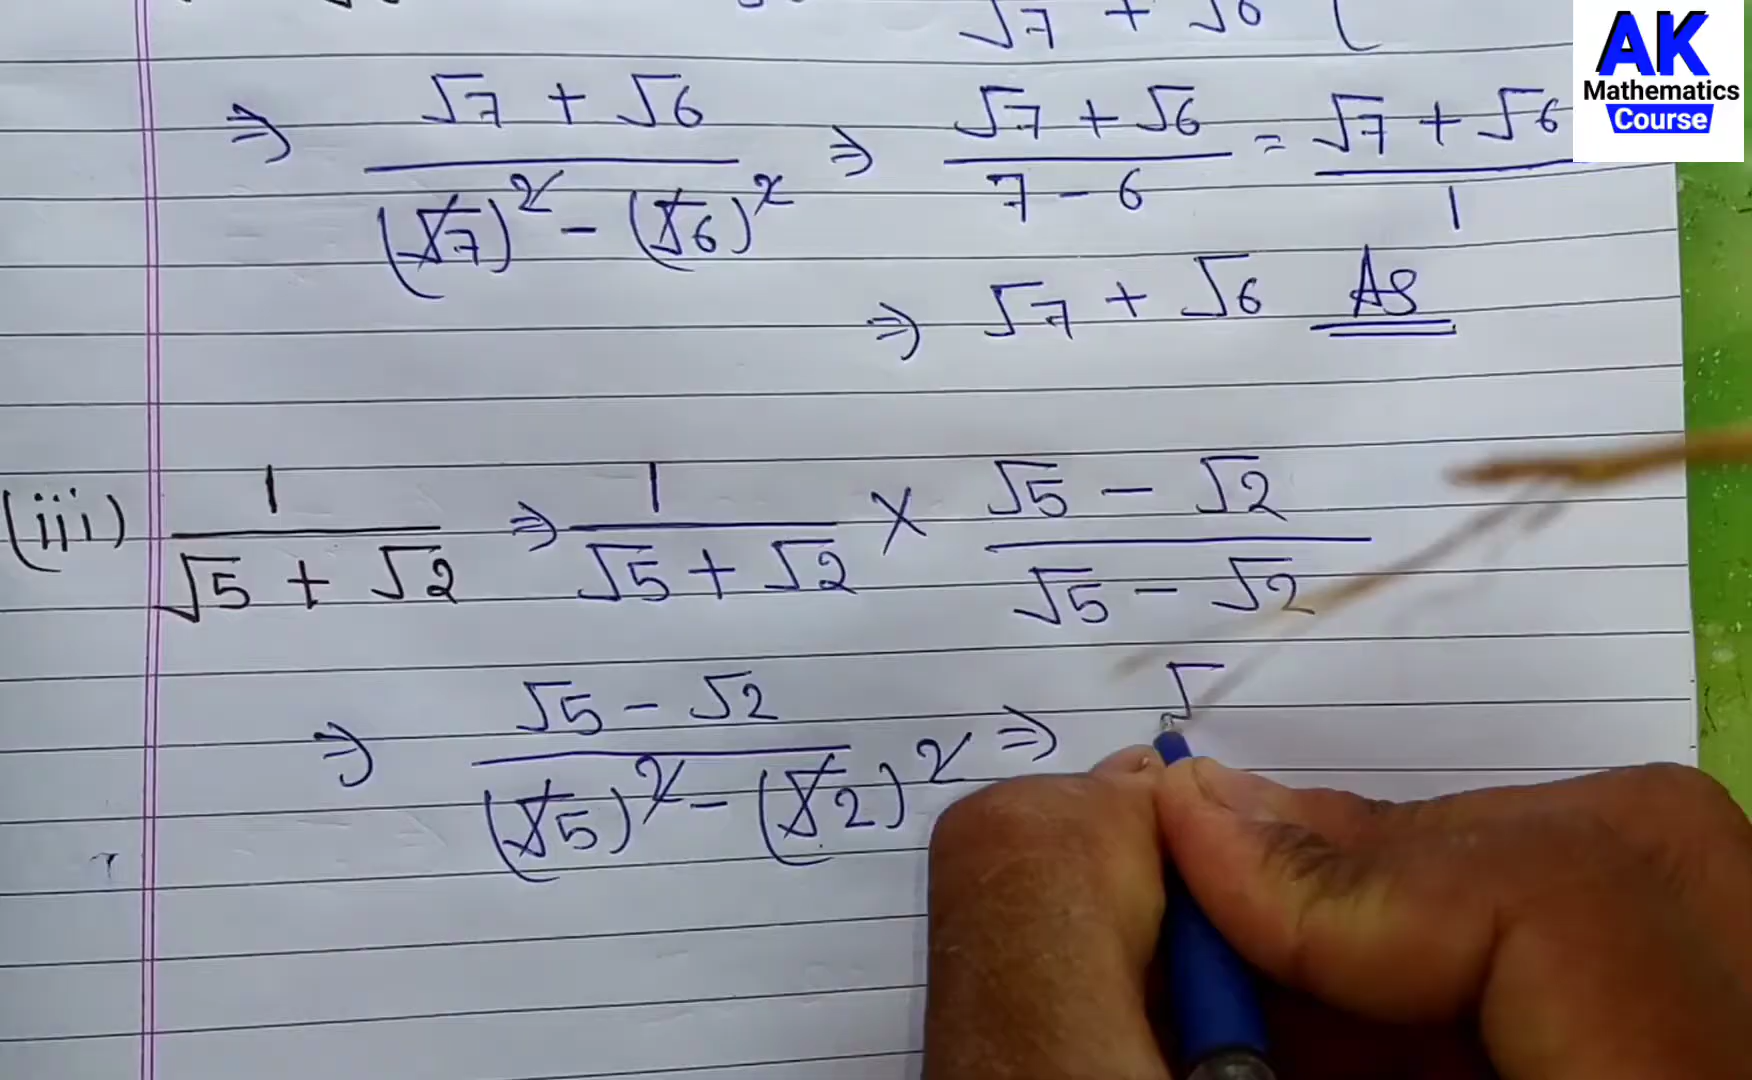 √7 + √6
⇒ (√7 + √6)/((√7)² - (√6)²) ⇒ (√7 + √6)/(7 - 6) = (√7 + √6)/1
⇒ √7 + √6 As
(iii) 1/(√5 + √2) ⇒ 1/(√5 + √2) × (√5 - √2)/(√5 - √2)
⇒ (√5 - √2)/((√5)² - (√2)²) ⇒ √
AK
Mathematics
Course